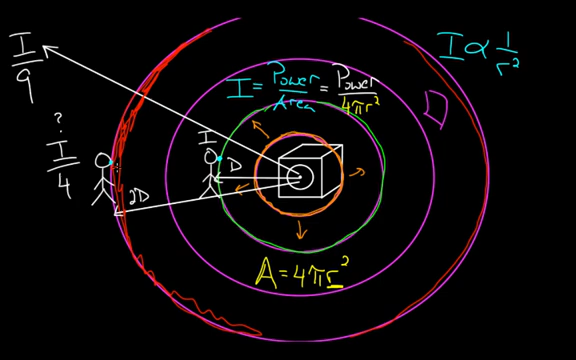 I/9
I = Power/Area = Power/4πr²
I ∝ 1/r²
?
I/4
I
D
2D
D
A = 4πr²